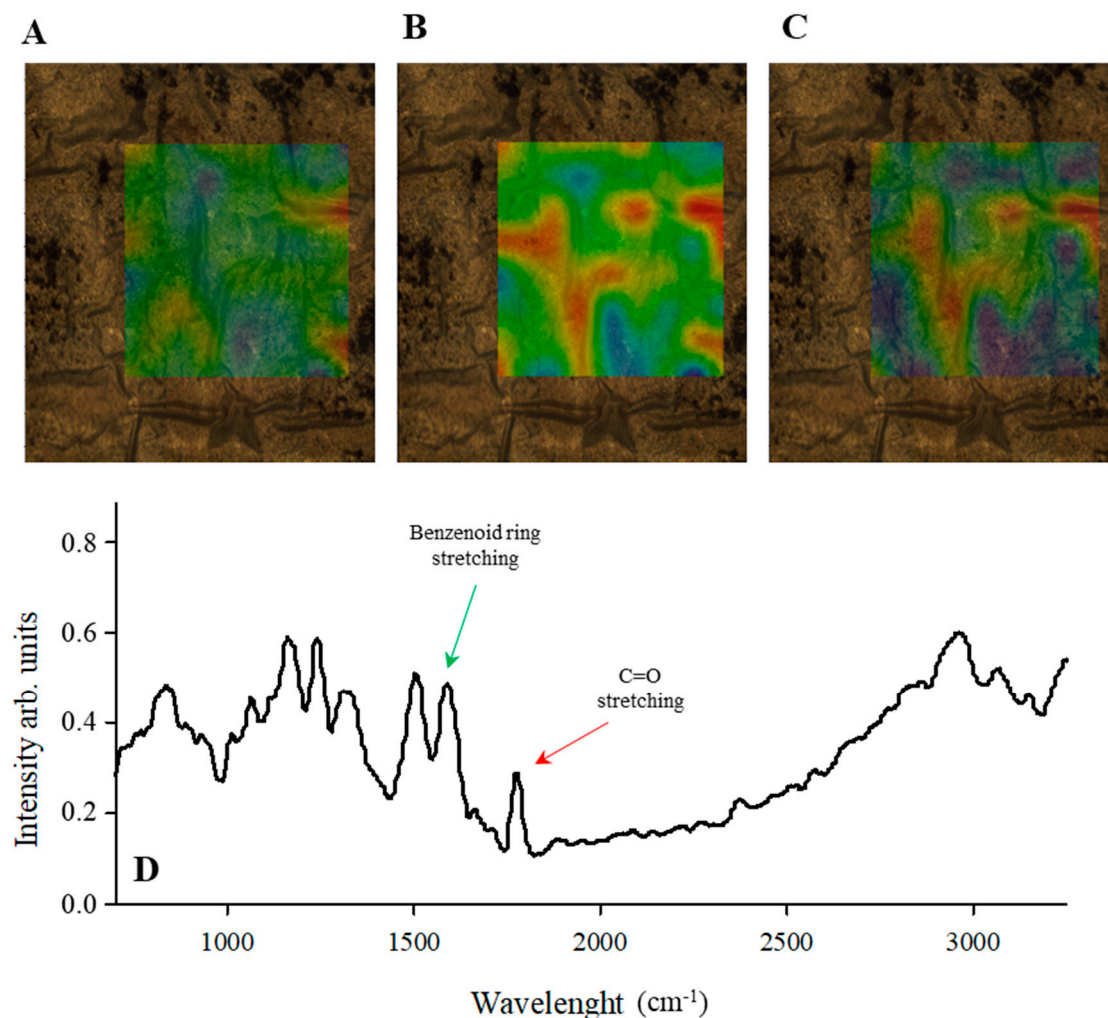 A
B
C
Benzenoid ring
stretching
C=O
stretching
Intensity arb. units
0.8
0.6
0.4
0.2
0.0
D
1000
1500
2000
2500
3000
Wavelenght (cm-1)